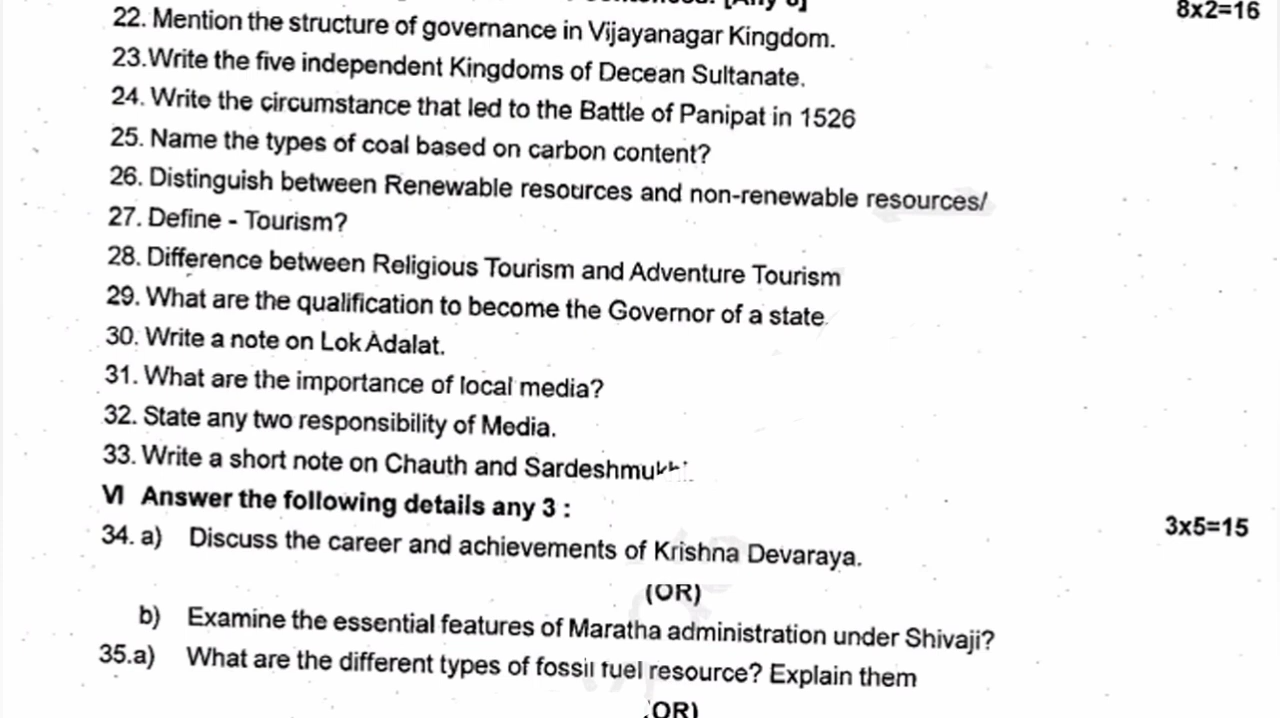 [Any 8]
8x2=16
22. Mention the structure of governance in Vijayanagar Kingdom.
23.Write the five independent Kingdoms of Decean Sultanate.
24. Write the circumstance that led to the Battle of Panipat in 1526
25. Name the types of coal based on carbon content?
26. Distinguish between Renewable resources and non-renewable resources/
27. Define - Tourism?
28. Difference between Religious Tourism and Adventure Tourism
29. What are the qualification to become the Governor of a state
30. Write a note on Lok Adalat.
31. What are the importance of local media?
32. State any two responsibility of Media.
33. Write a short note on Chauth and
VI Answer the following details any 3 :
3x5=15
34. a) Discuss the career and achievements of Krishna Devaraya.
(OR)
b) Examine the essential features of Maratha administration under Shivaji?
35.a) What are the different types of fossil fuel resource? Explain them
OR)